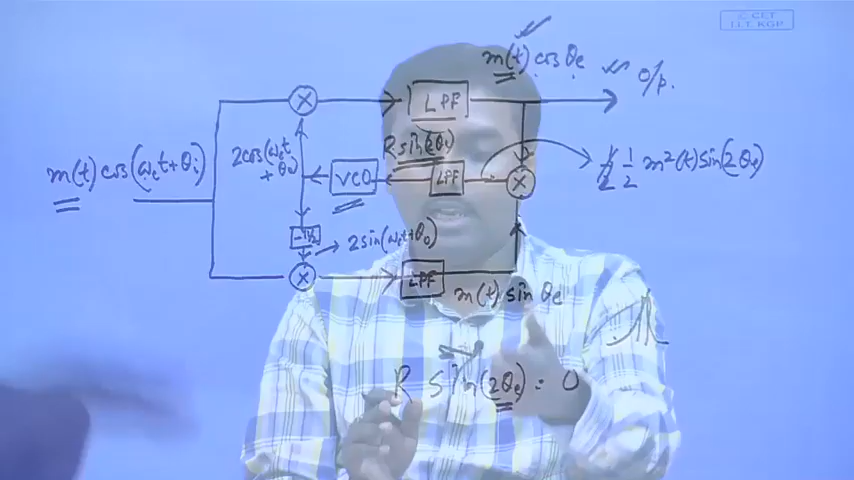 © CET
I.I.T. KGP
m(t) cos θe
o/p.
LPF
m(t) cos(ωct + θi)
2cos(ωct + θo)
R sin(2θe)
VCO
LPF
1/2 m²(t) sin(2θe)
-π/2
2sin(ωct + θo)
LPF
m(t) sin θe
R sin(2θe) = 0